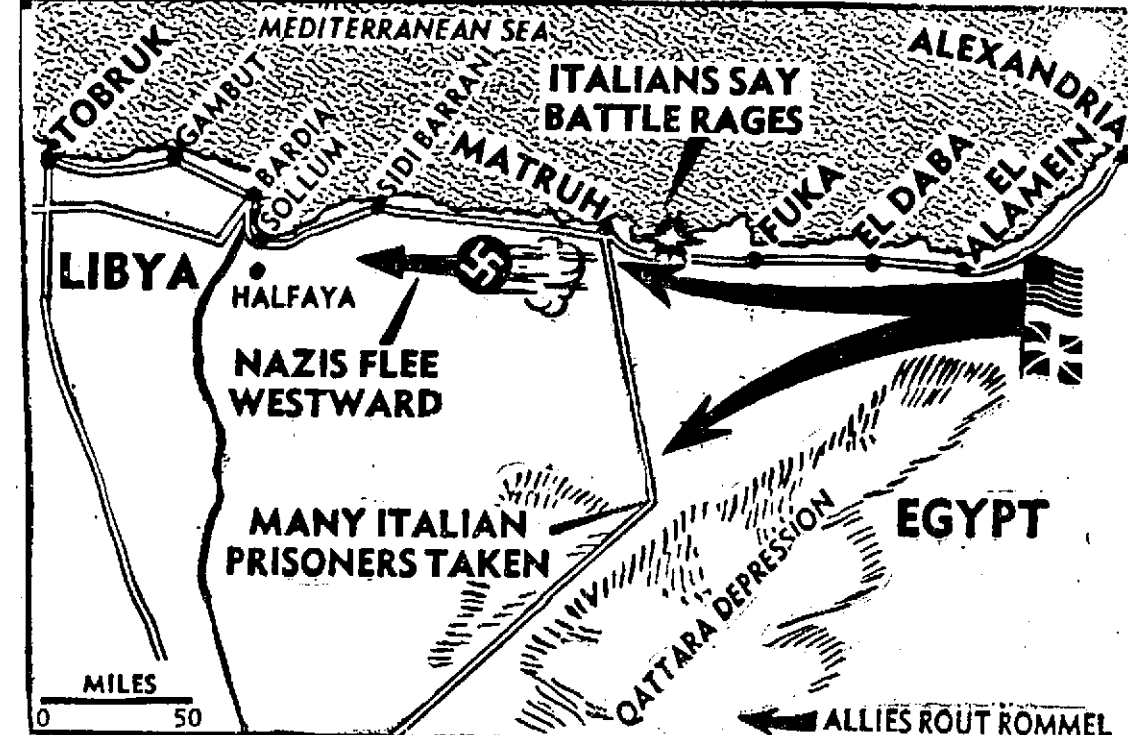 MEDITERRANEAN SEA
TOBRUK
GAMBUT
BARDIA
SOLLUM
SIDI BARRANI
MATRUH
ITALIANS SAY
BATTLE RAGES
FUKA
EL DABA
EL
ALAMEIN
ALEXANDRIA
LIBYA
HALFAYA
NAZIS FLEE
WESTWARD
MANY ITALIAN
PRISONERS TAKEN
EGYPT
QATTARA DEPRESSION
MILES
0 50
ALLIES ROUT ROMMEL